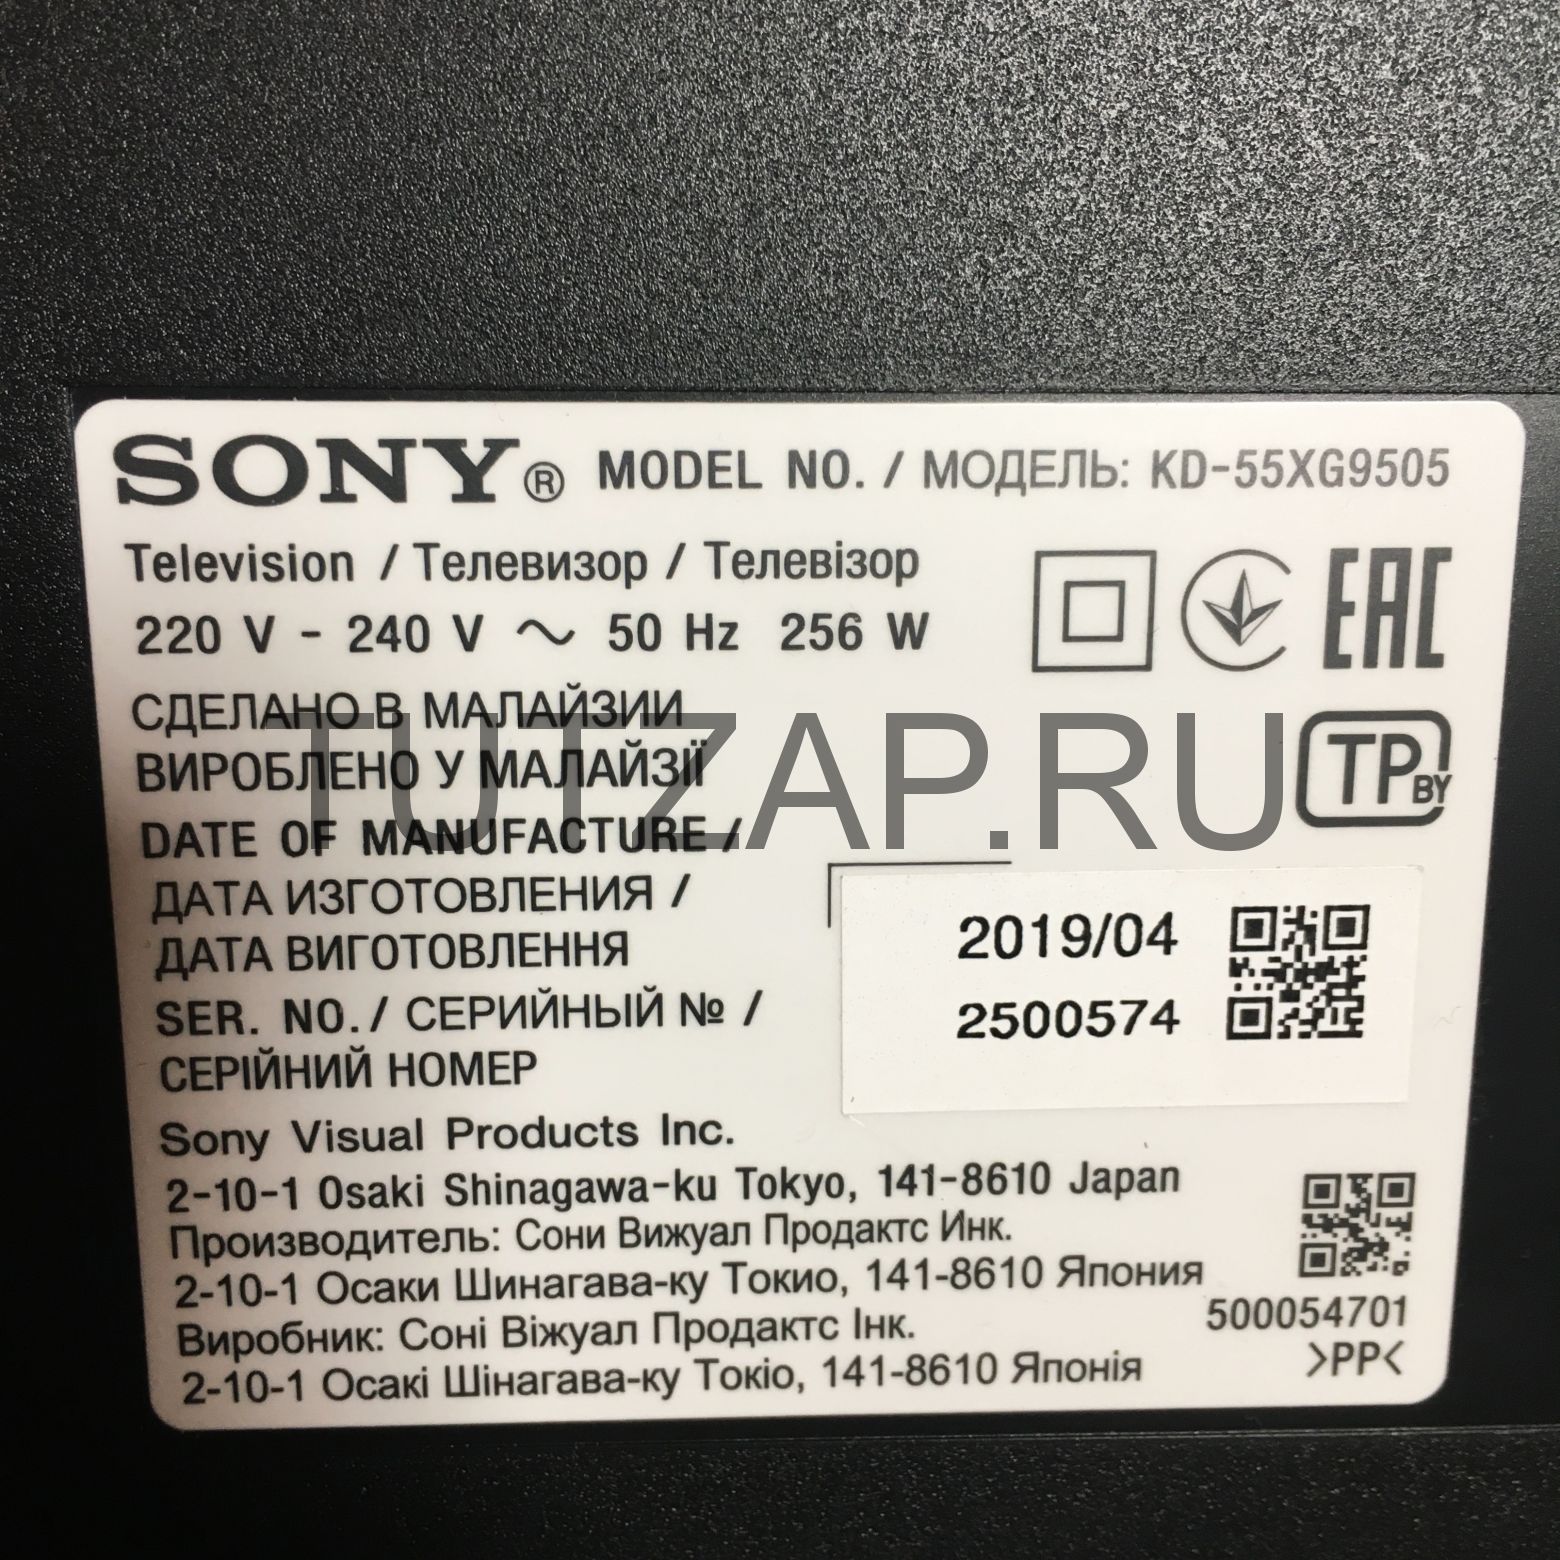 SONY® MODEL NO. / МОДЕЛЬ: KD-55XG9505
Television / Телевизор / Телевізор
220 V - 240 V ~ 50 Hz 256 W
EAC
СДЕЛАНО В МАЛАЙЗИИ
ВИРОБЛЕНО У МАЛАЙЗІЇ
TUTZAP.RU
TP BY
DATE OF MANUFACTURE /
ДАТА ИЗГОТОВЛЕНИЯ /
ДАТА ВИГОТОВЛЕННЯ
2019/04
SER. NO. / СЕРИЙНЫЙ № /
СЕРІЙНИЙ НОМЕР
2500574
Sony Visual Products Inc.
2-10-1 Osaki Shinagawa-ku Tokyo, 141-8610 Japan
Производитель: Сони Вижуал Продактс Инк.
2-10-1 Осаки Шинагава-ку Токио, 141-8610 Япония
Виробник: Соні Віжуал Продактс Інк.
2-10-1 Осакі Шінагава-ку Токіо, 141-8610 Японія
500054701
>PP<